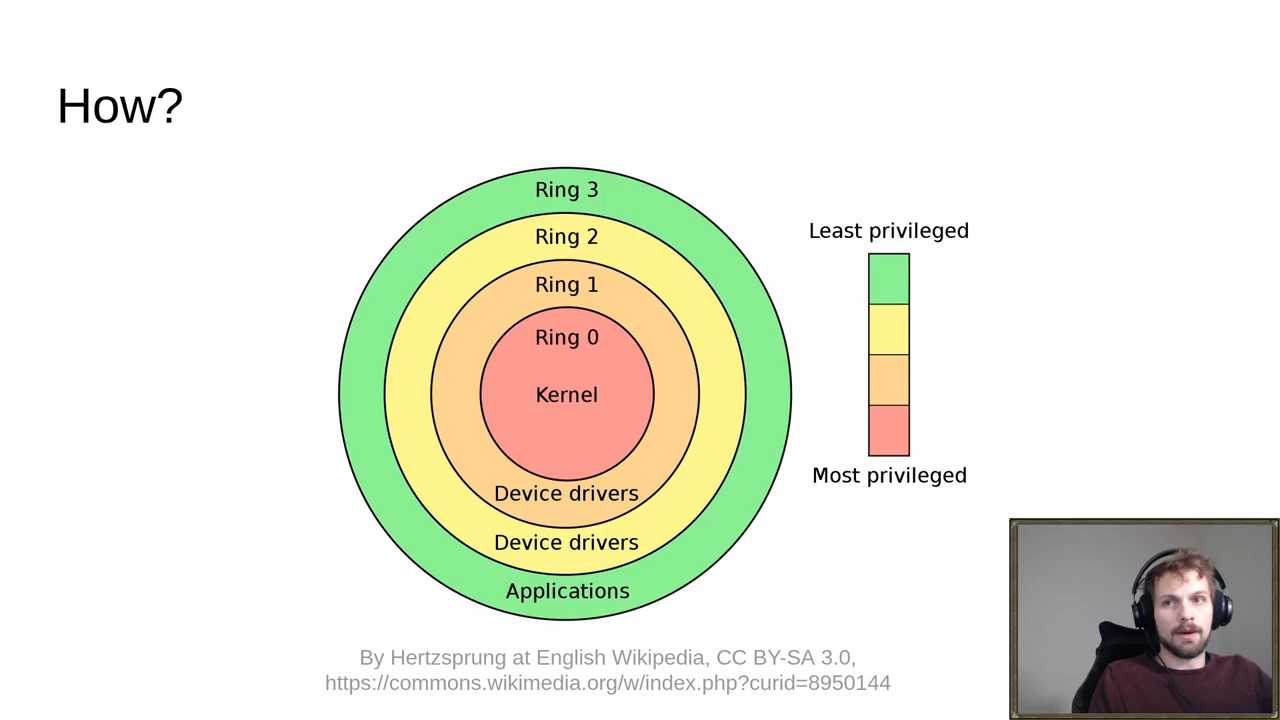 How?
Ring 3
Ring 2
Ring 1
Ring 0
Kernel
Device drivers
Device drivers
Applications
Least privileged
Most privileged
By Hertzsprung at English Wikipedia, CC BY-SA 3.0,
https://commons.wikimedia.org/w/index.php?curid=8950144